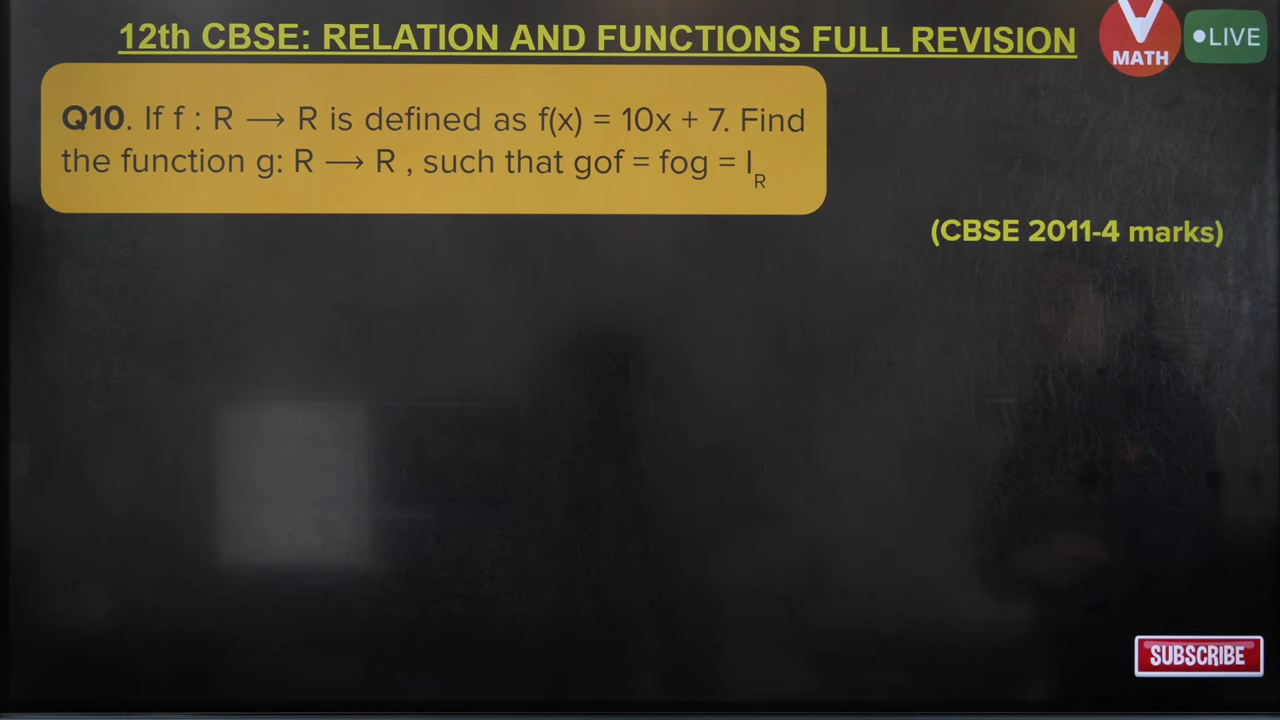 12th CBSE: RELATION AND FUNCTIONS FULL REVISION
V
MATH
●LIVE
Q10. If f : R ⟶ R is defined as f(x) = 10x + 7. Find
the function g: R ⟶ R , such that gof = fog = I_R
(CBSE 2011-4 marks)
SUBSCRIBE